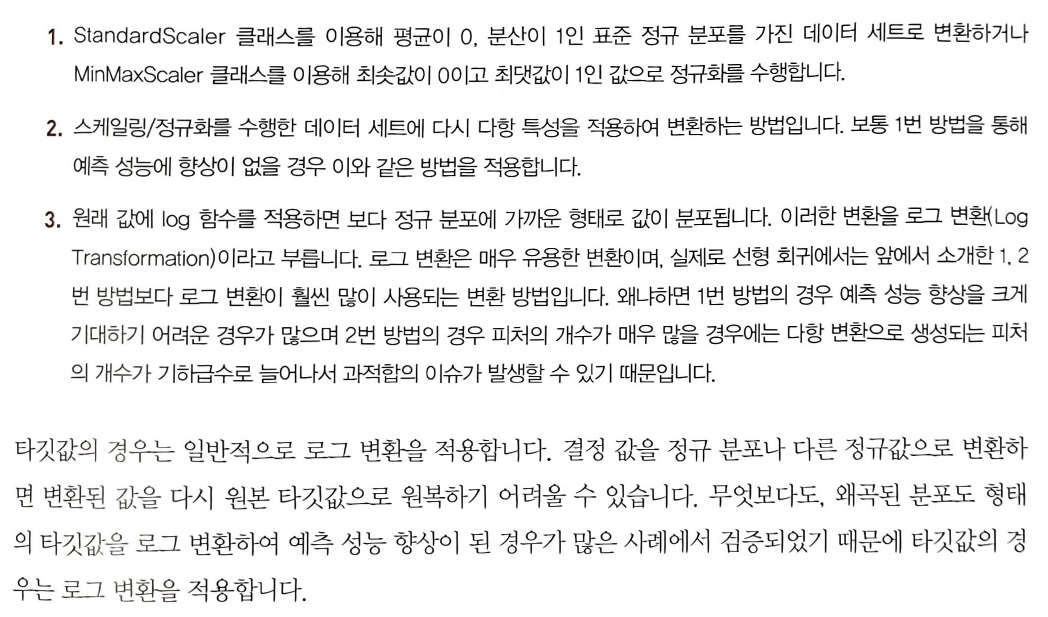 1. StandardScaler 클래스를 이용해 평균이 0, 분산이 1인 표준 정규 분포를 가진 데이터 세트로 변환하거나
MinMaxScaler 클래스를 이용해 최솟값이 0이고 최댓값이 1인 값으로 정규화를 수행합니다.
2. 스케일링/정규화를 수행한 데이터 세트에 다시 다항 특성을 적용하여 변환하는 방법입니다. 보통 1번 방법을 통해
예측 성능에 향상이 없을 경우 이와 같은 방법을 적용합니다.
3. 원래 값에 log 함수를 적용하면 보다 정규 분포에 가까운 형태로 값이 분포됩니다. 이러한 변환을 로그 변환(Log
Transformation)이라고 부릅니다. 로그 변환은 매우 유용한 변환이며, 실제로 선형 회귀에서는 앞에서 소개한 1, 2
번 방법보다 로그 변환이 훨씬 많이 사용되는 변환 방법입니다. 왜냐하면 1번 방법의 경우 예측 성능 향상을 크게
기대하기 어려운 경우가 많으며 2번 방법의 경우 피처의 개수가 매우 많을 경우에는 다항 변환으로 생성되는 피처
의 개수가 기하급수로 늘어나서 과적합의 이슈가 발생할 수 있기 때문입니다.
타깃값의 경우는 일반적으로 로그 변환을 적용합니다. 결정 값을 정규 분포나 다른 정규값으로 변환하
면 변환된 값을 다시 원본 타깃값으로 원복하기 어려울 수 있습니다. 무엇보다도, 왜곡된 분포도 형태
의 타깃값을 로그 변환하여 예측 성능 향상이 된 경우가 많은 사례에서 검증되었기 때문에 타깃값의 경
우는 로그 변환을 적용합니다.